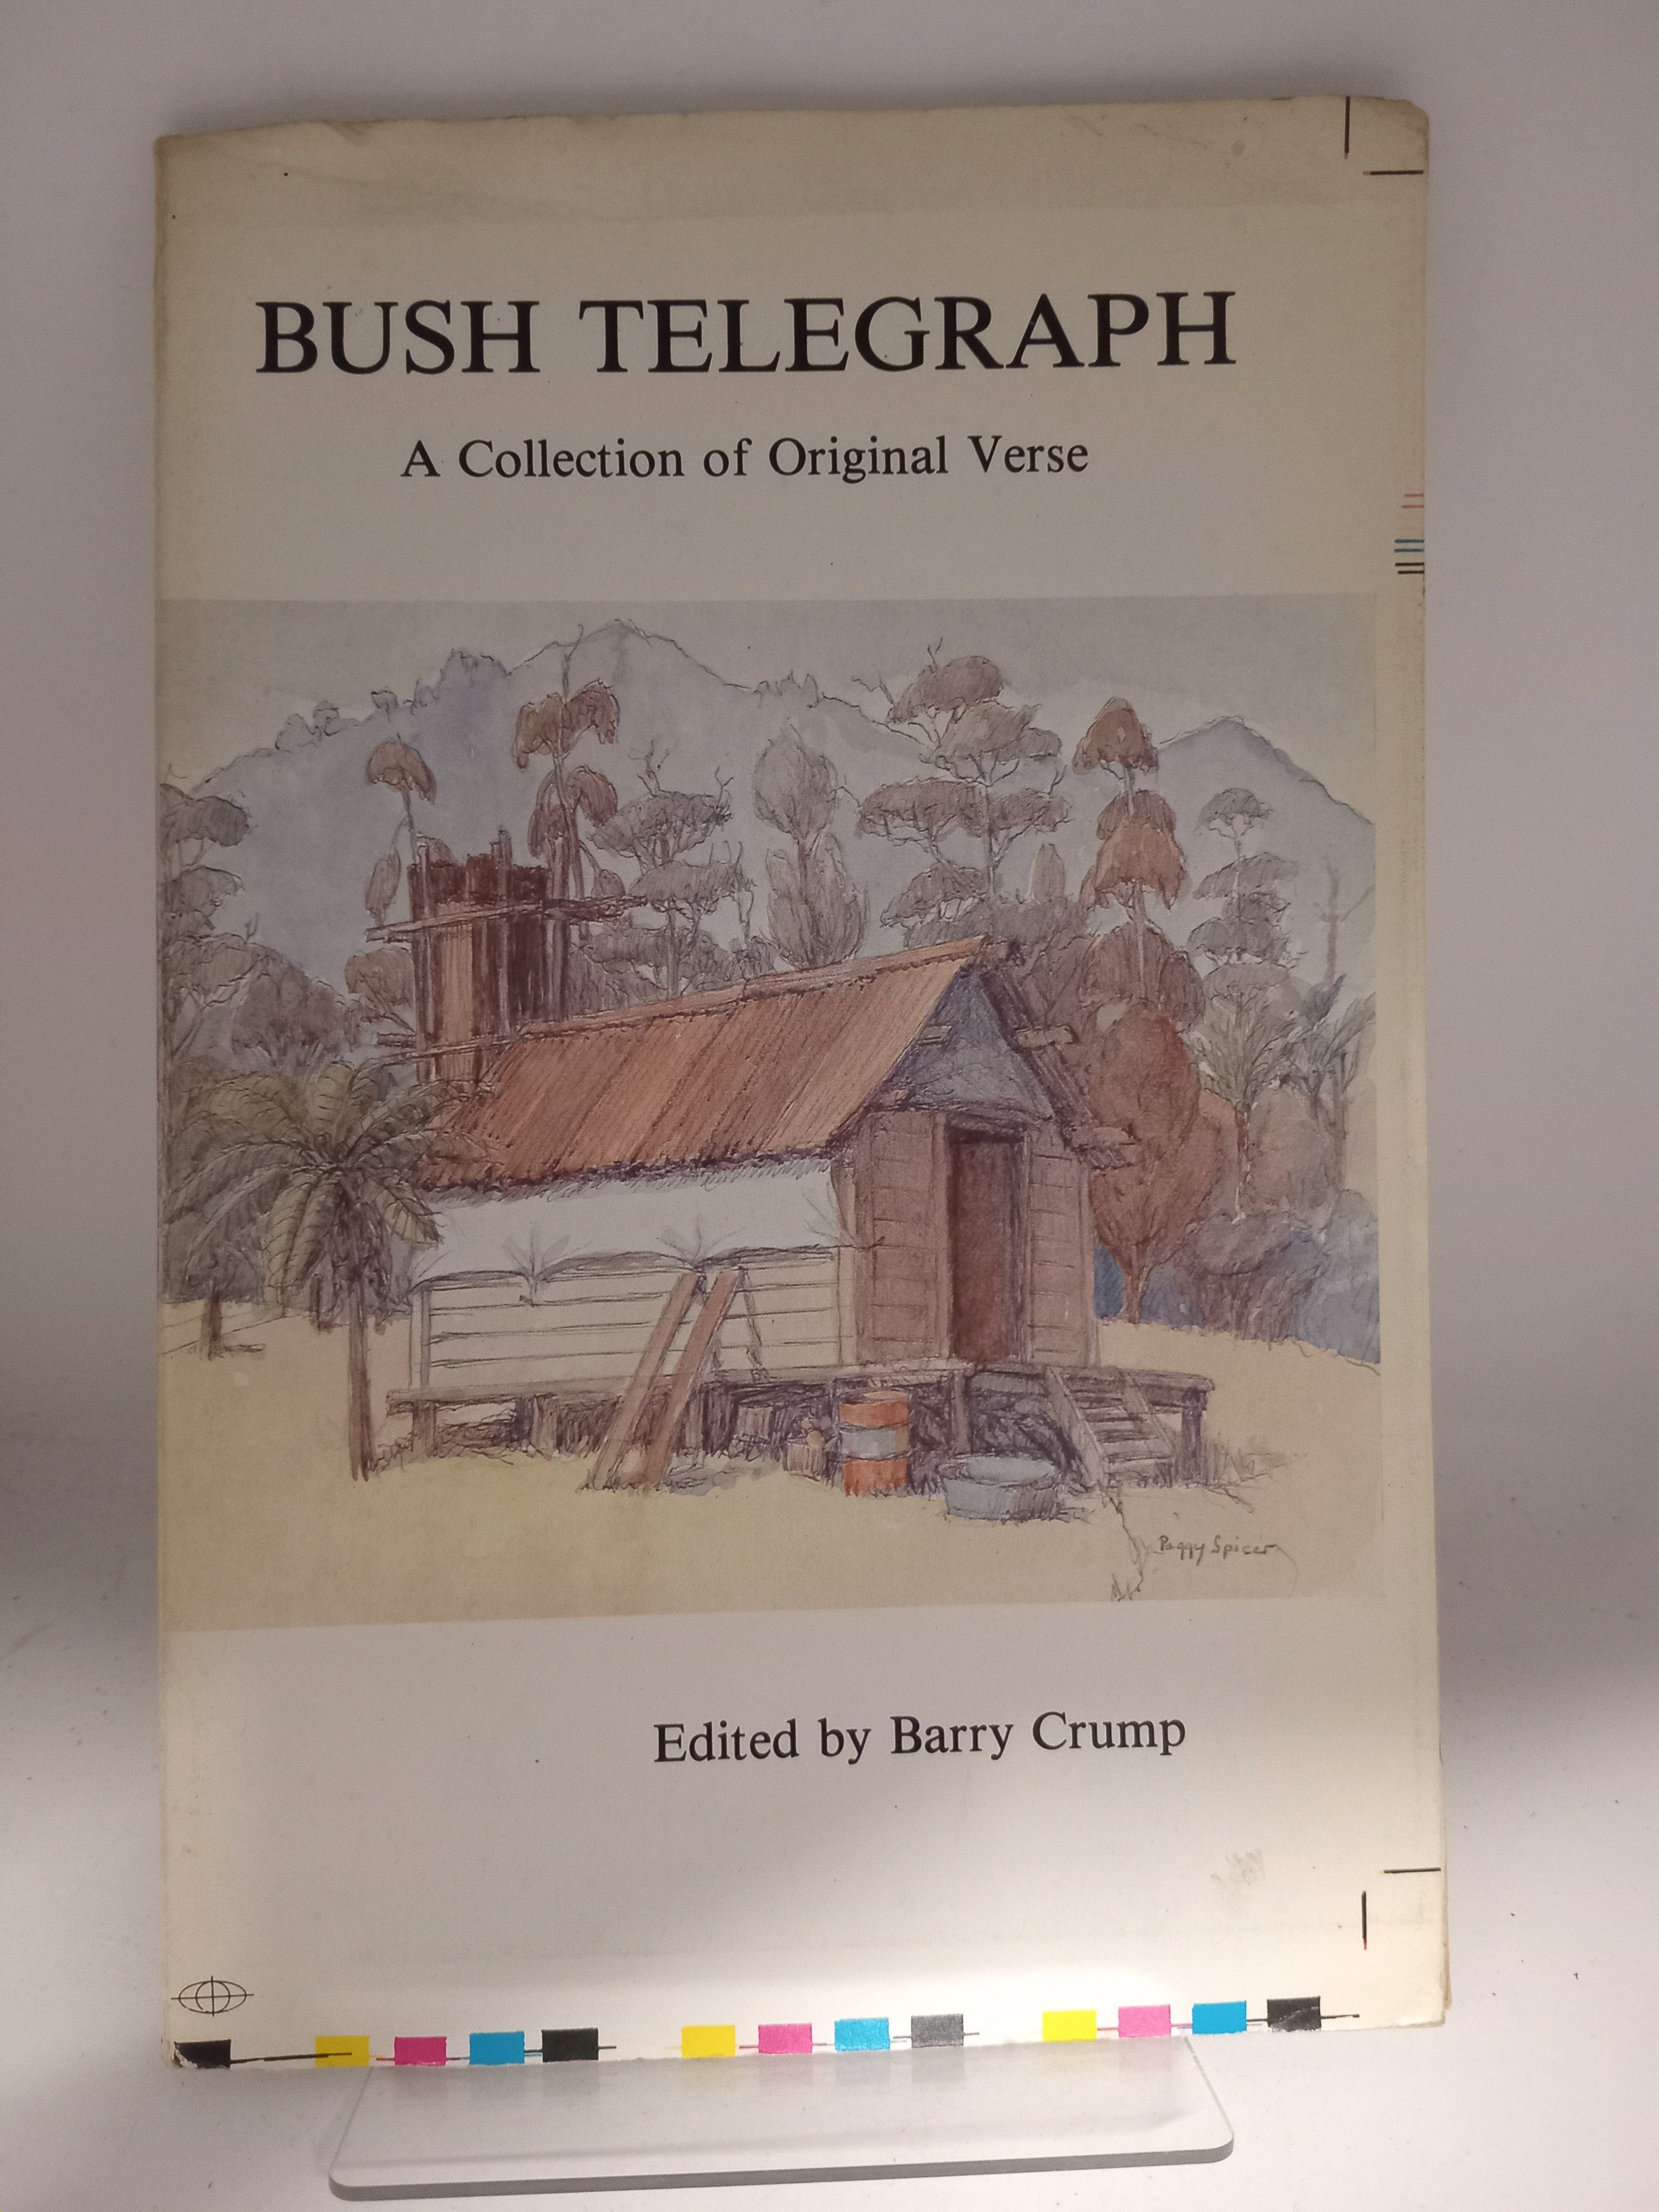 BUSH TELEGRAPH
A Collection of Original Verse
Peggy Spicer
Edited by Barry Crump